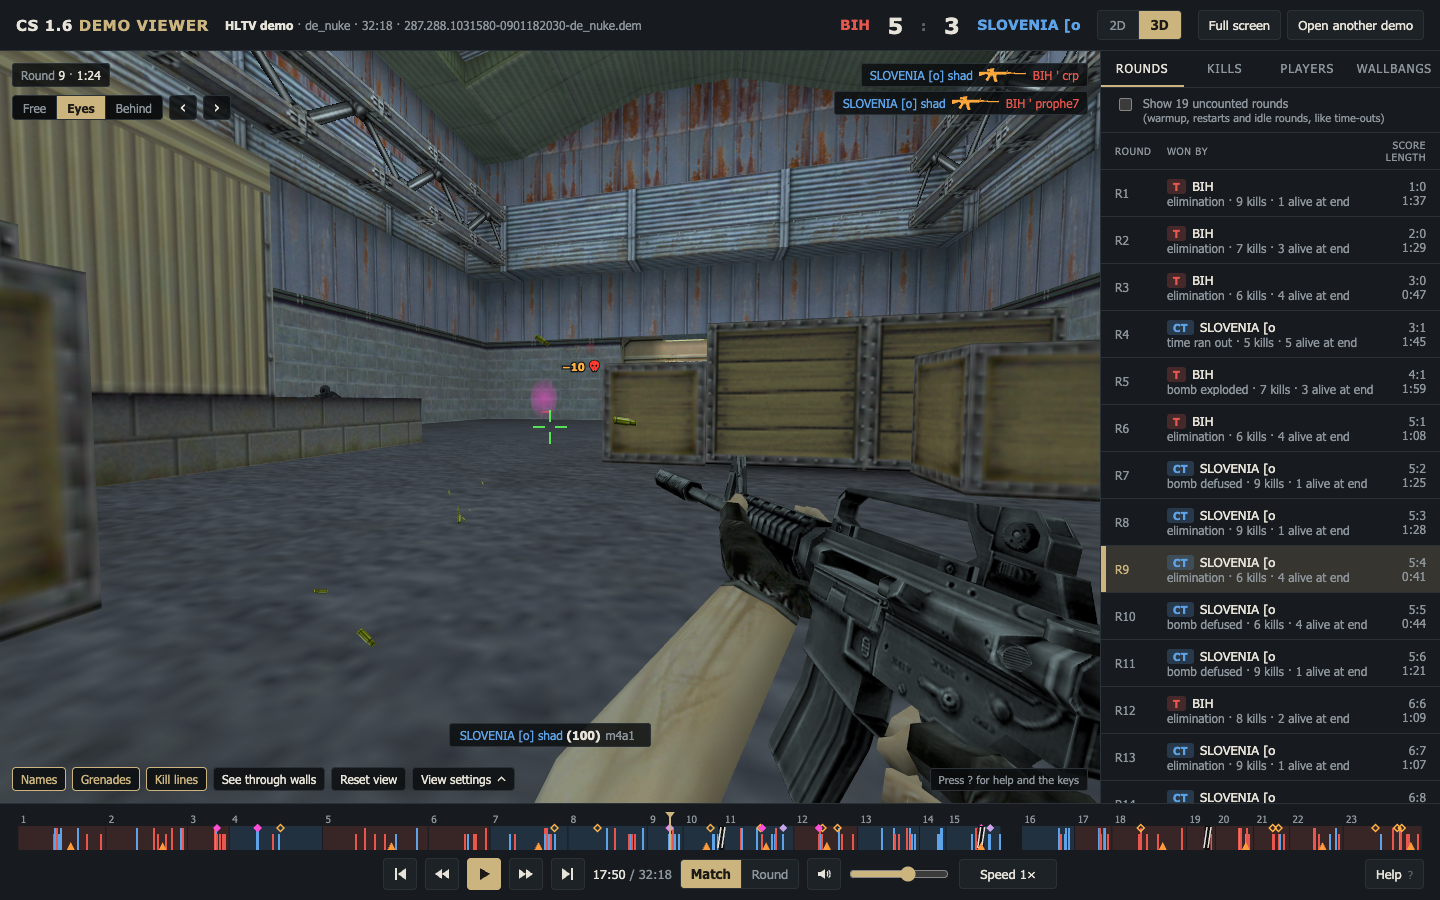 CS 1.6 DEMO VIEWER
HLTV demo · de_nuke · 32:18 · 287.288.1031580-0901182030-de_nuke.dem
BIH 5 : 3 SLOVENIA [o
2D 3D
Full screen
Open another demo
Round 9 · 1:24
Free Eyes Behind
SLOVENIA [o] shad BIH ' crp
SLOVENIA [o] shad BIH ' prophe7
−10
SLOVENIA [o] shad (100) m4a1
Names
Grenades
Kill lines
See through walls
Reset view
View settings
Press ? for help and the keys
ROUNDS KILLS PLAYERS WALLBANGS
Show 19 uncounted rounds
(warmup, restarts and idle rounds, like time-outs)
ROUND WON BY SCORE
LENGTH
R1 T BIH 1:0
elimination · 9 kills · 1 alive at end 1:37
R2 T BIH 2:0
elimination · 7 kills · 3 alive at end 1:29
R3 T BIH 3:0
elimination · 6 kills · 4 alive at end 0:47
R4 CT SLOVENIA [o 3:1
time ran out · 5 kills · 5 alive at end 1:45
R5 T BIH 4:1
bomb exploded · 7 kills · 3 alive at end 1:59
R6 T BIH 5:1
elimination · 6 kills · 4 alive at end 1:08
R7 CT SLOVENIA [o 5:2
bomb defused · 9 kills · 1 alive at end 1:25
R8 CT SLOVENIA [o 5:3
elimination · 9 kills · 1 alive at end 1:28
R9 CT SLOVENIA [o 5:4
elimination · 6 kills · 4 alive at end 0:41
R10 CT SLOVENIA [o 5:5
bomb defused · 6 kills · 4 alive at end 0:44
R11 CT SLOVENIA [o 5:6
bomb defused · 9 kills · 1 alive at end 1:21
R12 T BIH 6:6
elimination · 8 kills · 2 alive at end 1:09
R13 CT SLOVENIA [o 6:7
elimination · 9 kills · 1 alive at end 1:07
R14 CT SLOVENIA [o 6:8
1 2 3 4 5 6 7 8 9 10 11 12 13 14 15 16 17 18 19 20 21 22 23
17:50 / 32:18
Match Round
Speed 1×
Help ?